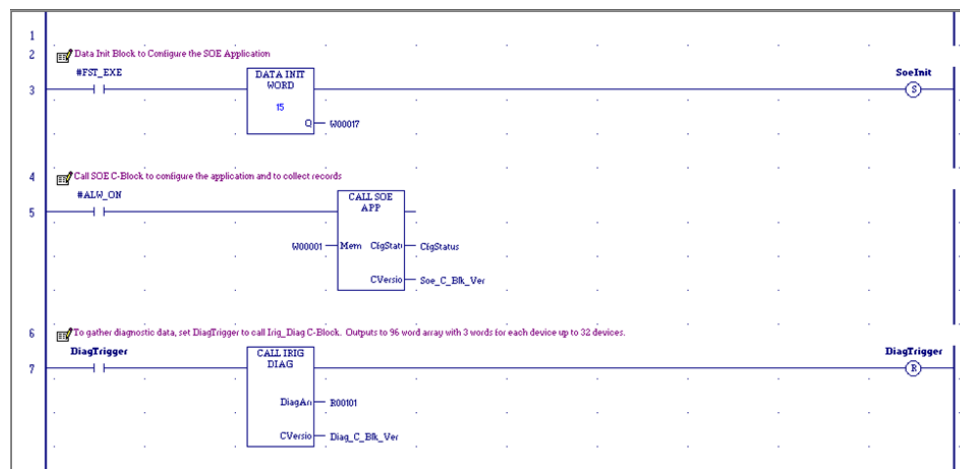 1
2 Data Init Block to Configure the SOE Application
#FST_EXE DATA INIT SoeInit
WORD
3 S
15
Q W00017
4 Call SOE C-Block to configure the application and to collect records
#ALW_ON CALL SOE
APP
5
W00001 Mem CfgStat CfgStatus
CVersio Soe_C_Blk_Ver
6 To gather diagnostic data, set DiagTrigger to call Irig_Diag C-Block. Outputs to 96 word array with 3 words for each device up to 32 devices.
DiagTrigger CALL IRIG DiagTrigger
DIAG
7 R
DiagArr R00101
CVersio Diag_C_Blk_Ver